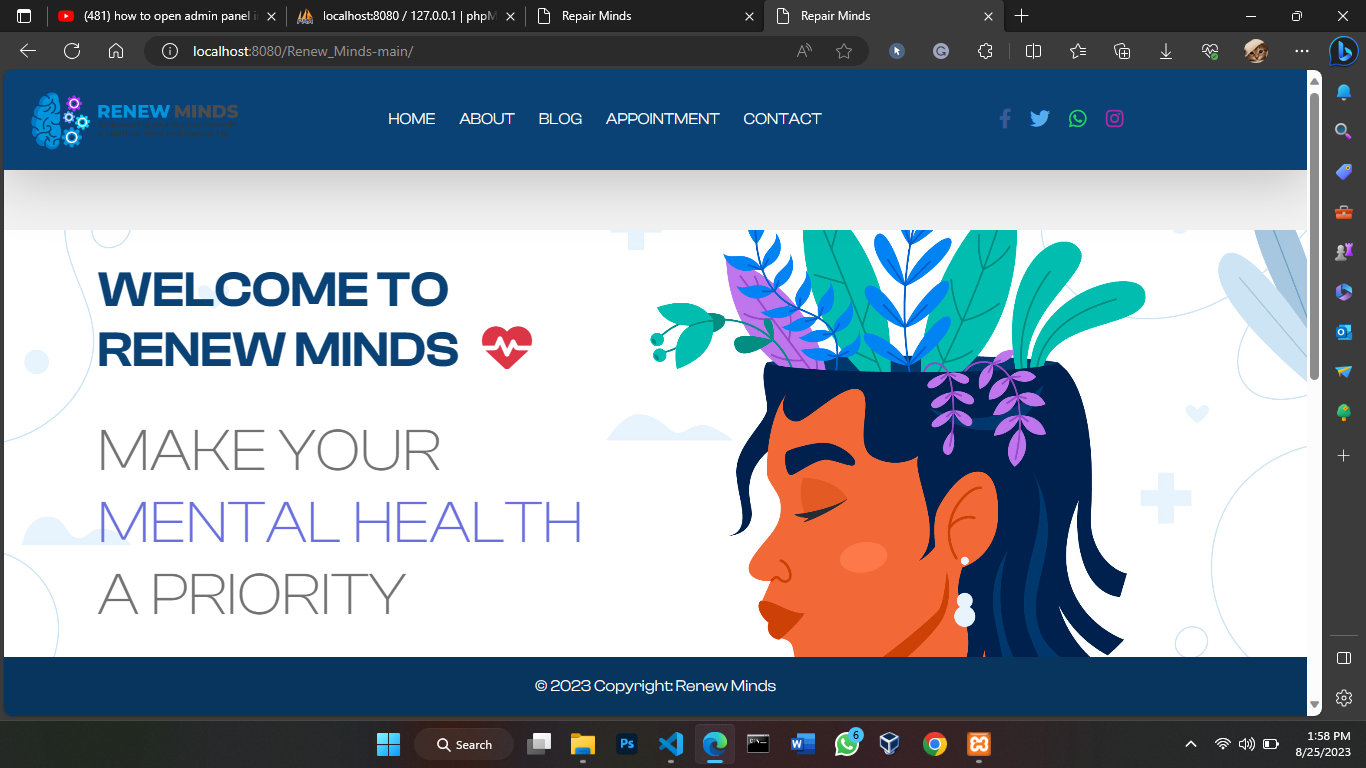 (481) how to open admin panel i
localhost:8080 / 127.0.0.1 | phpM
Repair Minds
Repair Minds
localhost:8080/Renew_Minds-main/
RENEW MINDS
HOME
ABOUT
BLOG
APPOINTMENT
CONTACT
WELCOME TO
RENEW MINDS
MAKE YOUR
MENTAL HEALTH
A PRIORITY
© 2023 Copyright: Renew Minds
Search
6
1:58 PM
8/25/2023